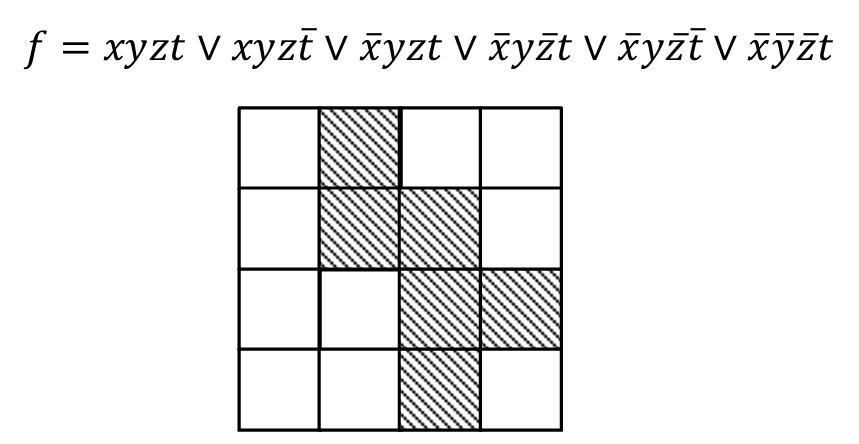 f = xyzt ∨ xyzt̄ ∨ x̄yzt ∨ x̄yz̄t ∨ x̄yz̄t̄ ∨ x̄ȳz̄t